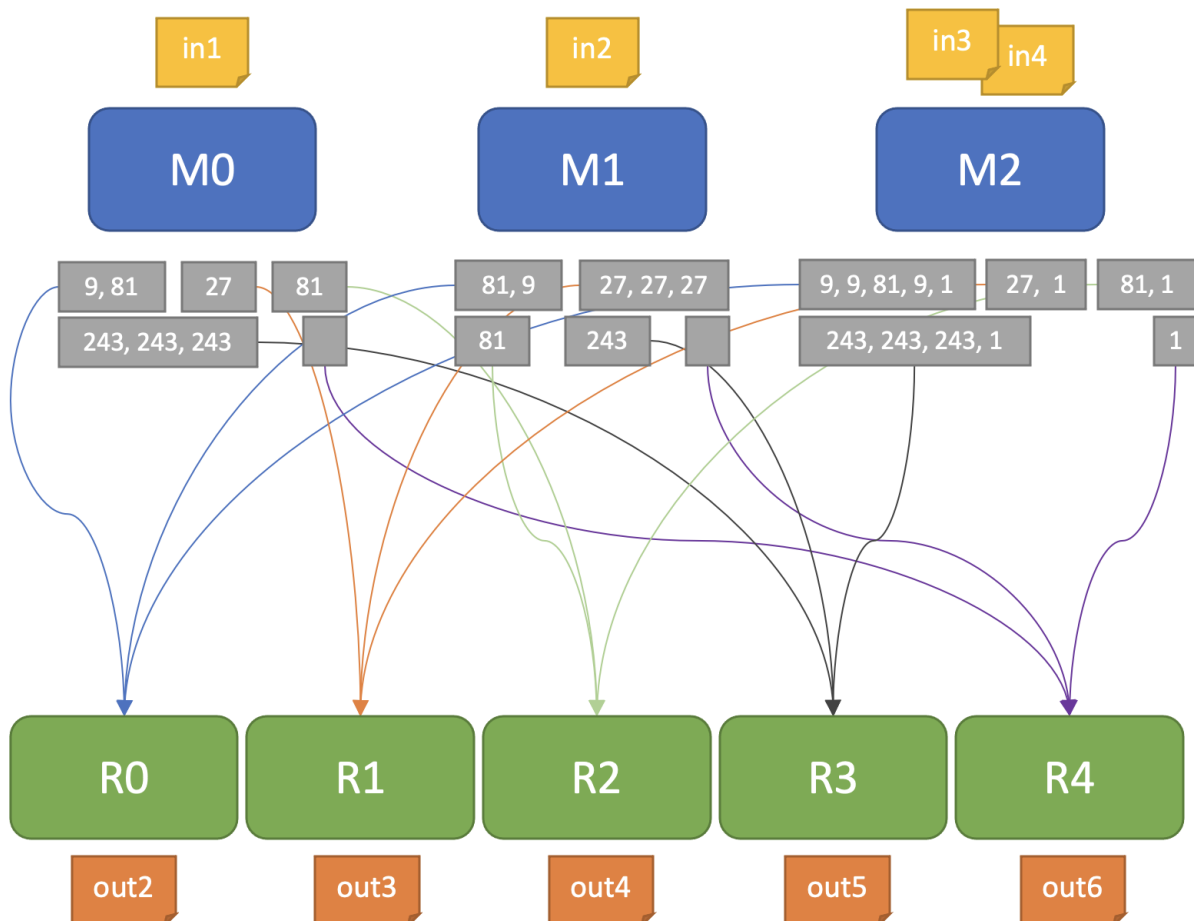 in1
in2
in3
in4
M0
M1
M2
9, 81
27
81
81, 9
27, 27, 27
9, 9, 81, 9, 1
27, 1
81, 1
243, 243, 243
81
243
243, 243, 243, 1
1
R0
R1
R2
R3
R4
out2
out3
out4
out5
out6